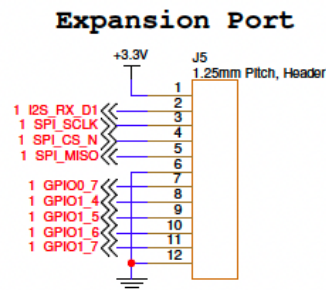 Expansion Port
+3.3V
J5
1.25mm Pitch, Header
1
1 I2S_RX_D1 2
1 SPI_SCLK 3
1 SPI_CS_N 4
1 SPI_MISO 5
6
1 GPIO0_7 7
1 GPIO1_4 8
1 GPIO1_5 9
1 GPIO1_6 10
1 GPIO1_7 11
12